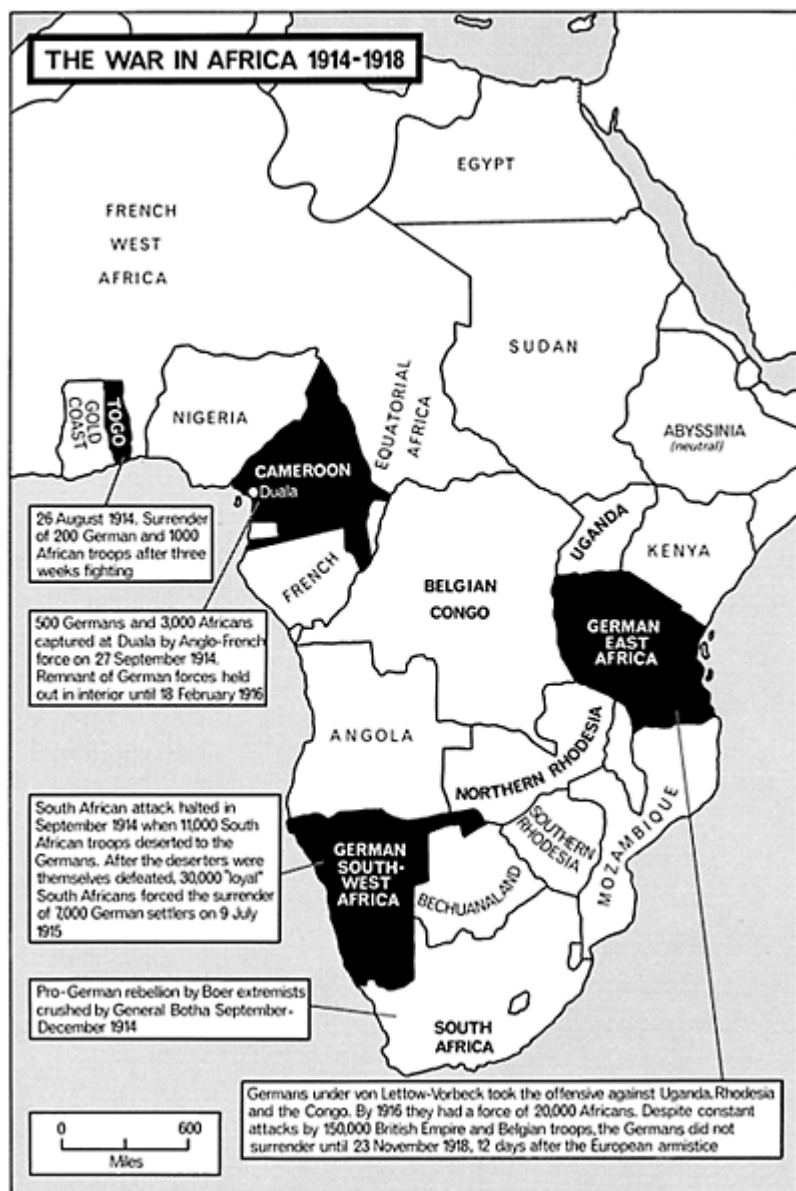 THE WAR IN AFRICA 1914-1918
EGYPT
FRENCH
WEST
AFRICA
SUDAN
NIGERIA
EQUATORIAL
AFRICA
GOLD
COAST
TOGO
ABYSSINIA
(neutral)
CAMEROON
Duala
26 August 1914. Surrender
of 200 German and 1000
African troops after three
weeks fighting
UGANDA
KENYA
FRENCH
BELGIAN
CONGO
500 Germans and 3,000 Africans
captured at Duala by Anglo-French
force on 27 September 1914.
Remnant of German forces held
out in interior until 18 February 1916
GERMAN
EAST
AFRICA
ANGOLA
NORTHERN RHODESIA
South African attack halted in
September 1914 when 11,000 South
African troops deserted to the
Germans. After the deserters were
themselves defeated, 30,000 "loyal"
South Africans forced the surrender
of 7,000 German settlers on 9 July
1915
GERMAN
SOUTH-
WEST
AFRICA
SOUTHERN
RHODESIA
MOZAMBIQUE
BECHUANALAND
Pro-German rebellion by Boer extremists
crushed by General Botha September-
December 1914
SOUTH
AFRICA
Germans under von Lettow-Vorbeck took the offensive against Uganda, Rhodesia
and the Congo. By 1916 they had a force of 20,000 Africans. Despite constant
attacks by 150,000 British Empire and Belgian troops, the Germans did not
surrender until 23 November 1918, 12 days after the European armistice
0 600
Miles